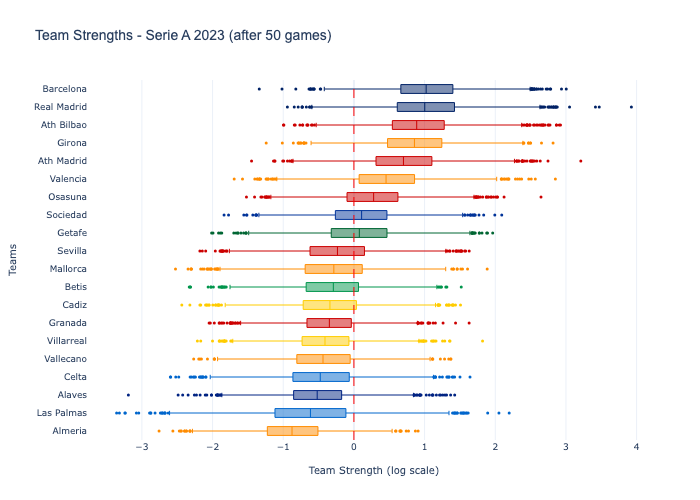 Team Strengths - Serie A 2023 (after 50 games)
Barcelona
Real Madrid
Ath Bilbao
Girona
Ath Madrid
Valencia
Osasuna
Sociedad
Getafe
Sevilla
Mallorca
Betis
Cadiz
Granada
Villarreal
Vallecano
Celta
Alaves
Las Palmas
Almeria
Teams
−3 −2 −1 0 1 2 3 4
Team Strength (log scale)